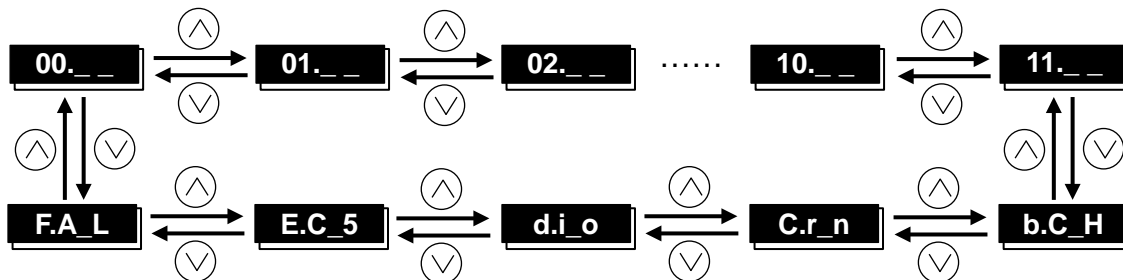 00._ _ 01._ _ 02._ _ ...... 10._ _ 11._ _
F.A_L E.C_5 d.i_o C.r_n b.C_H